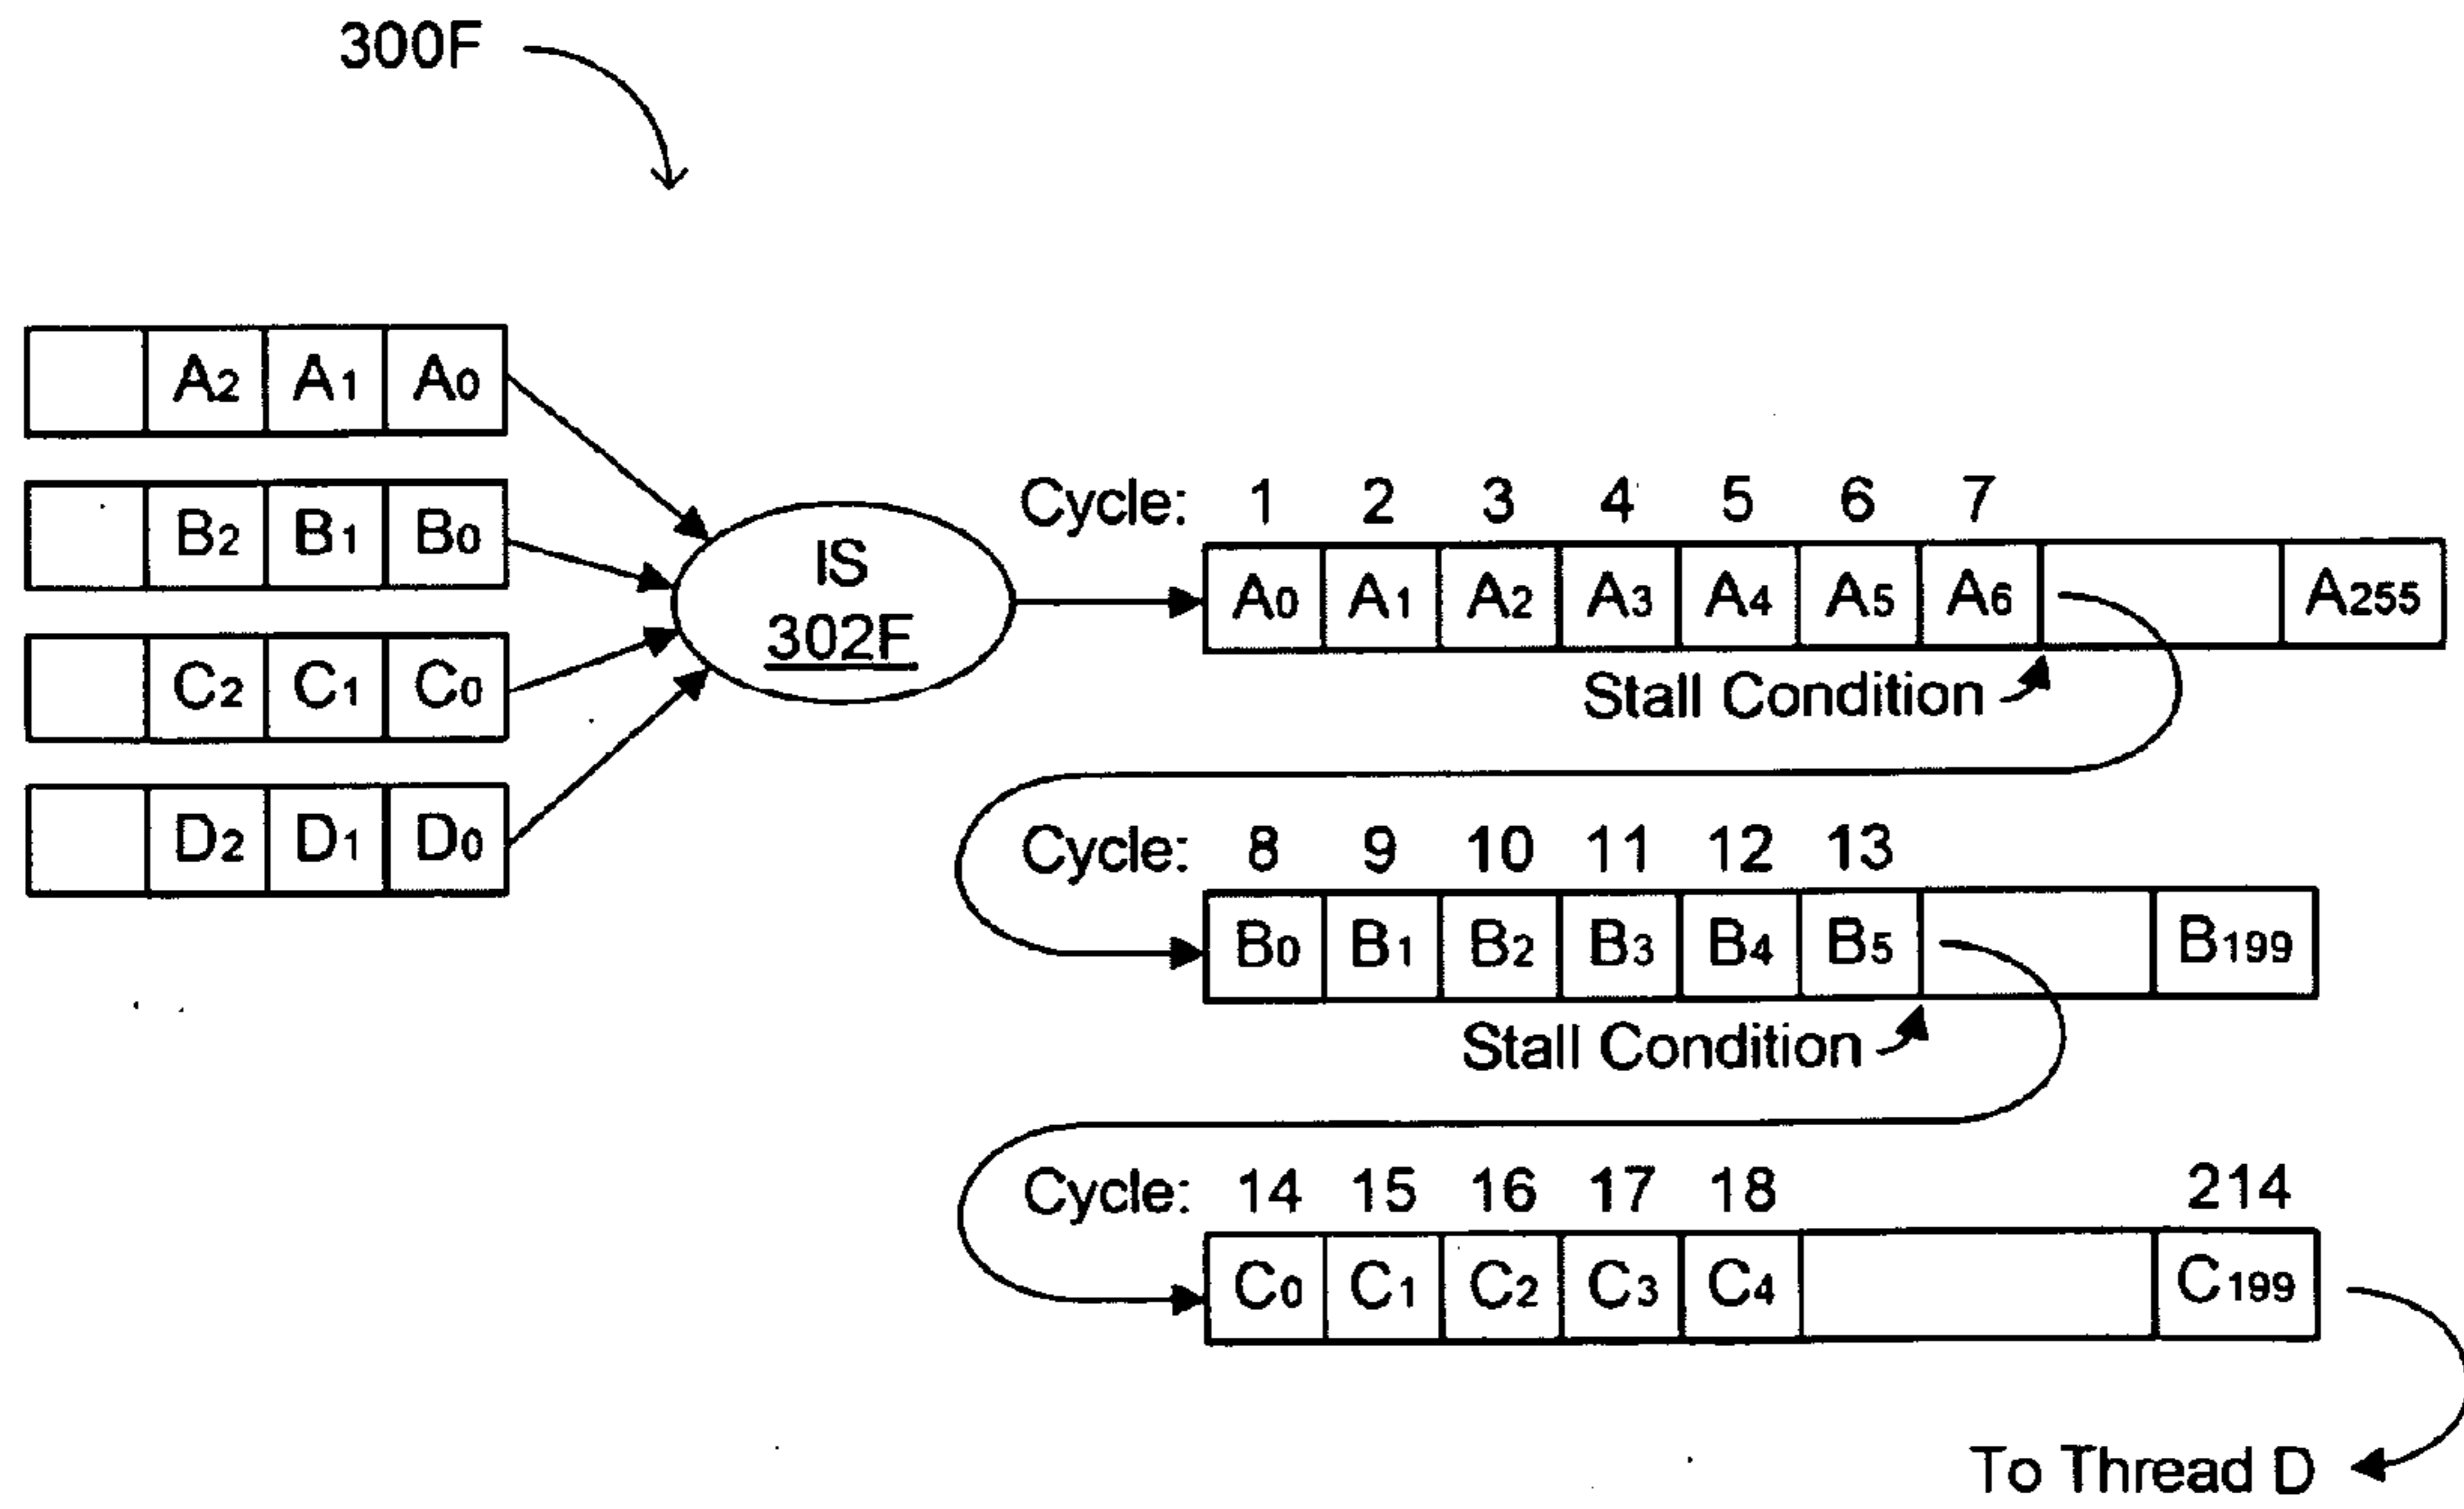 300F
A2 A1 A0
B2 B1 B0
C2 C1 C0
D2 D1 D0
IS
302F
Cycle: 1 2 3 4 5 6 7
A0 A1 A2 A3 A4 A5 A6 A255
Stall Condition
Cycle: 8 9 10 11 12 13
B0 B1 B2 B3 B4 B5 B199
Stall Condition
Cycle: 14 15 16 17 18 214
C0 C1 C2 C3 C4 C199
To Thread D